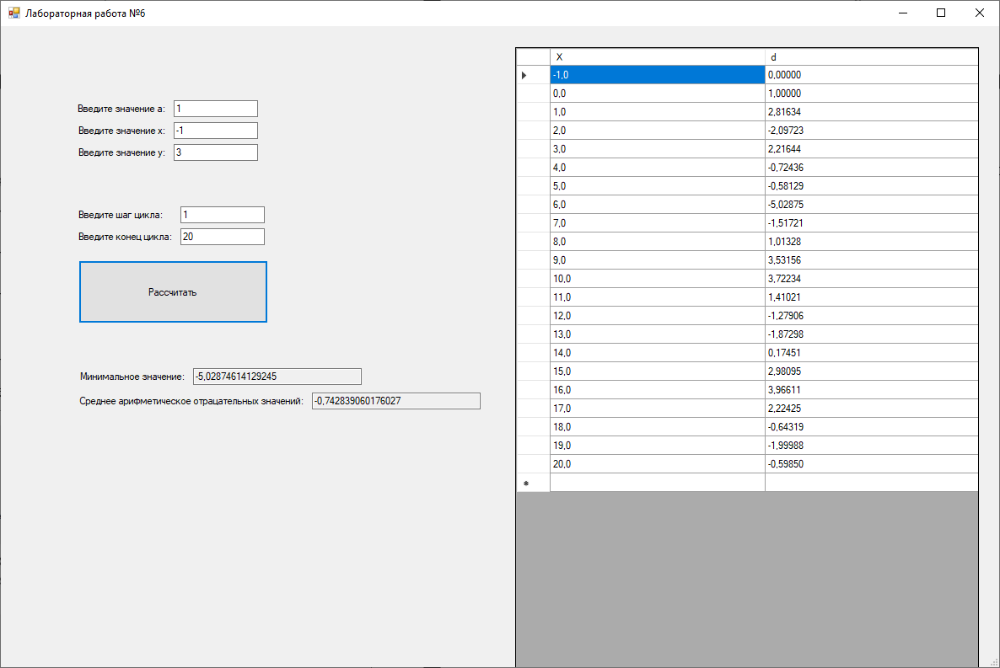 Лабораторная работа №6
Введите значение a: 1
Введите значение x: -1
Введите значение y: 3
Введите шаг цикла: 1
Введите конец цикла: 20
Рассчитать
Минимальное значение: -5,02874614129245
Среднее арифметическое отрацательных значений: -0,742839060176027
X d
-1,0 0,00000
0,0 1,00000
1,0 2,81634
2,0 -2,09723
3,0 2,21644
4,0 -0,72436
5,0 -0,58129
6,0 -5,02875
7,0 -1,51721
8,0 1,01328
9,0 3,53156
10,0 3,72234
11,0 1,41021
12,0 -1,27906
13,0 -1,87298
14,0 0,17451
15,0 2,98095
16,0 3,96611
17,0 2,22425
18,0 -0,64319
19,0 -1,99988
20,0 -0,59850